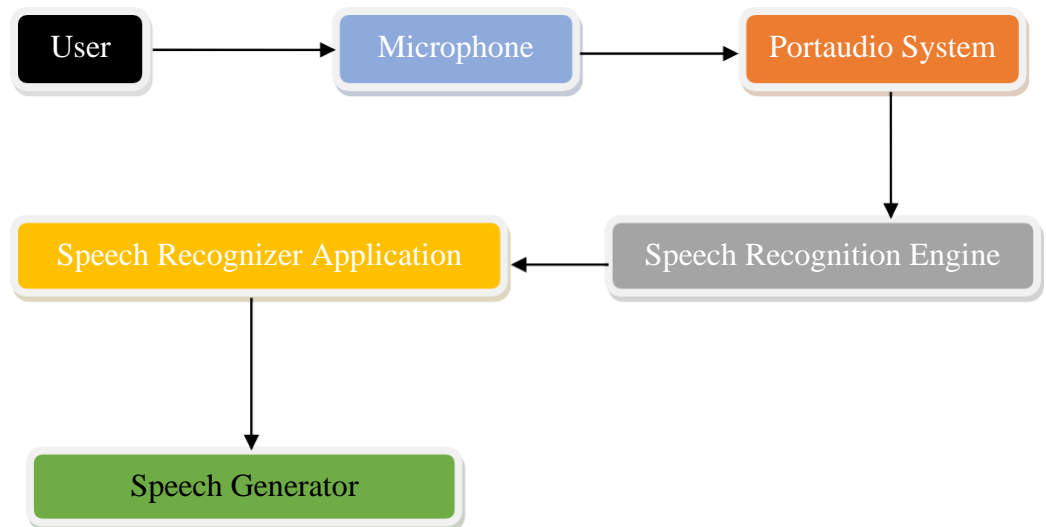 User
Microphone
Portaudio System
Speech Recognition Engine
Speech Recognizer Application
Speech Generator